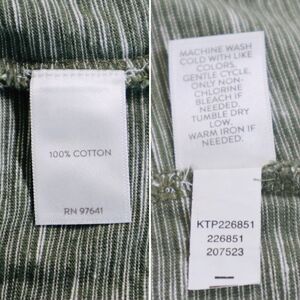 100% COTTON
RN 97641
MACHINE WASH
COLD WITH LIKE
COLORS.
GENTLE CYCLE.
ONLY NON-
CHLORINE
BLEACH IF
NEEDED.
TUMBLE DRY
LOW.
WARM IRON IF
NEEDED.
KTP226851
226851
207523